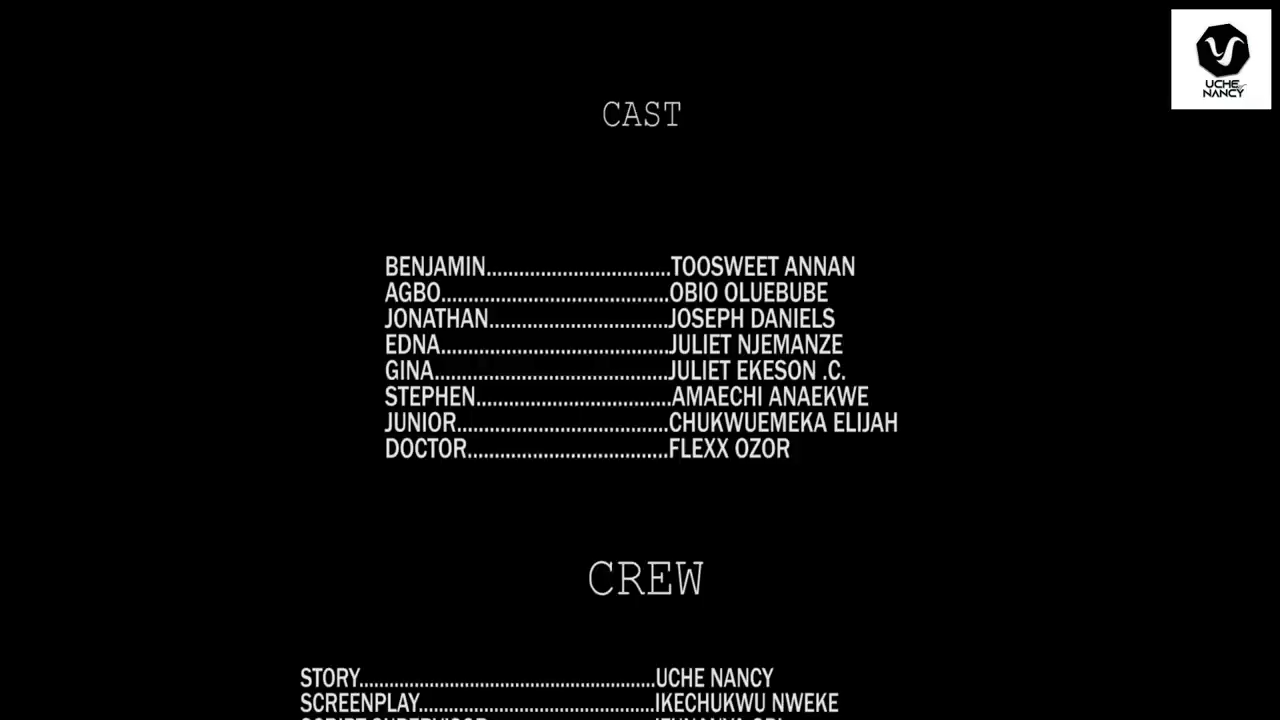 UCHE
NANCY
CAST
BENJAMIN..................................TOOSWEET ANNAN
AGBO..........................................OBIO OLUEBUBE
JONATHAN.................................JOSEPH DANIELS
EDNA..........................................JULIET NJEMANZE
GINA...........................................JULIET EKESON .C.
STEPHEN....................................AMAECHI ANAEKWE
JUNIOR.......................................CHUKWUEMEKA ELIJAH
DOCTOR.....................................FLEXX OZOR
CREW
STORY...........................................................UCHE NANCY
SCREENPLAY...............................................IKECHUKWU NWEKE